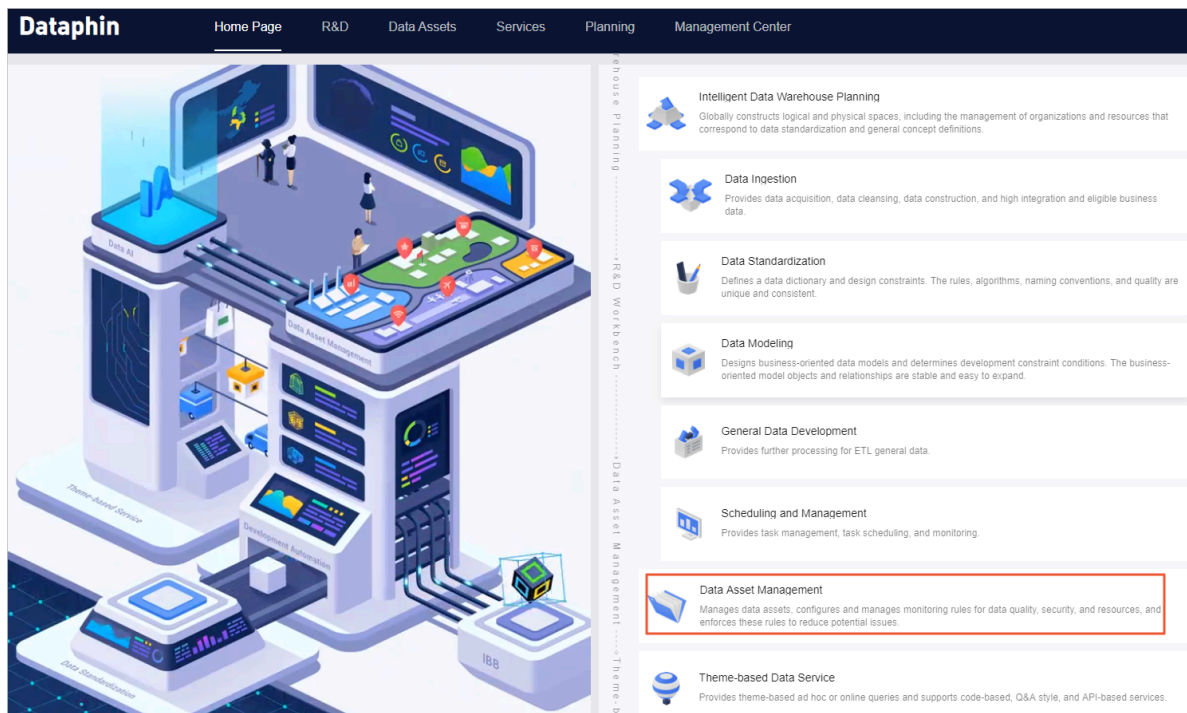 Dataphin
Home Page
R&D
Data Assets
Services
Planning
Management Center
Data AI
Data Asset Management
Theme-based Service
Development Automation
Data Standardization
IBB
rehouse Planning
R&D Workbench
Data Asset Management
Theme-b
Intelligent Data Warehouse Planning
Globally constructs logical and physical spaces, including the management of organizations and resources that
correspond to data standardization and general concept definitions.
Data Ingestion
Provides data acquisition, data cleansing, data construction, and high integration and eligible business
data.
Data Standardization
Defines a data dictionary and design constraints. The rules, algorithms, naming conventions, and quality are
unique and consistent.
Data Modeling
Designs business-oriented data models and determines development constraint conditions. The business-
oriented model objects and relationships are stable and easy to expand.
General Data Development
Provides further processing for ETL general data.
Scheduling and Management
Provides task management, task scheduling, and monitoring.
Data Asset Management
Manages data assets, configures and manages monitoring rules for data quality, security, and resources, and
enforces these rules to reduce potential issues.
Theme-based Data Service
Provides theme-based ad hoc or online queries and supports code-based, Q&A style, and API-based services.